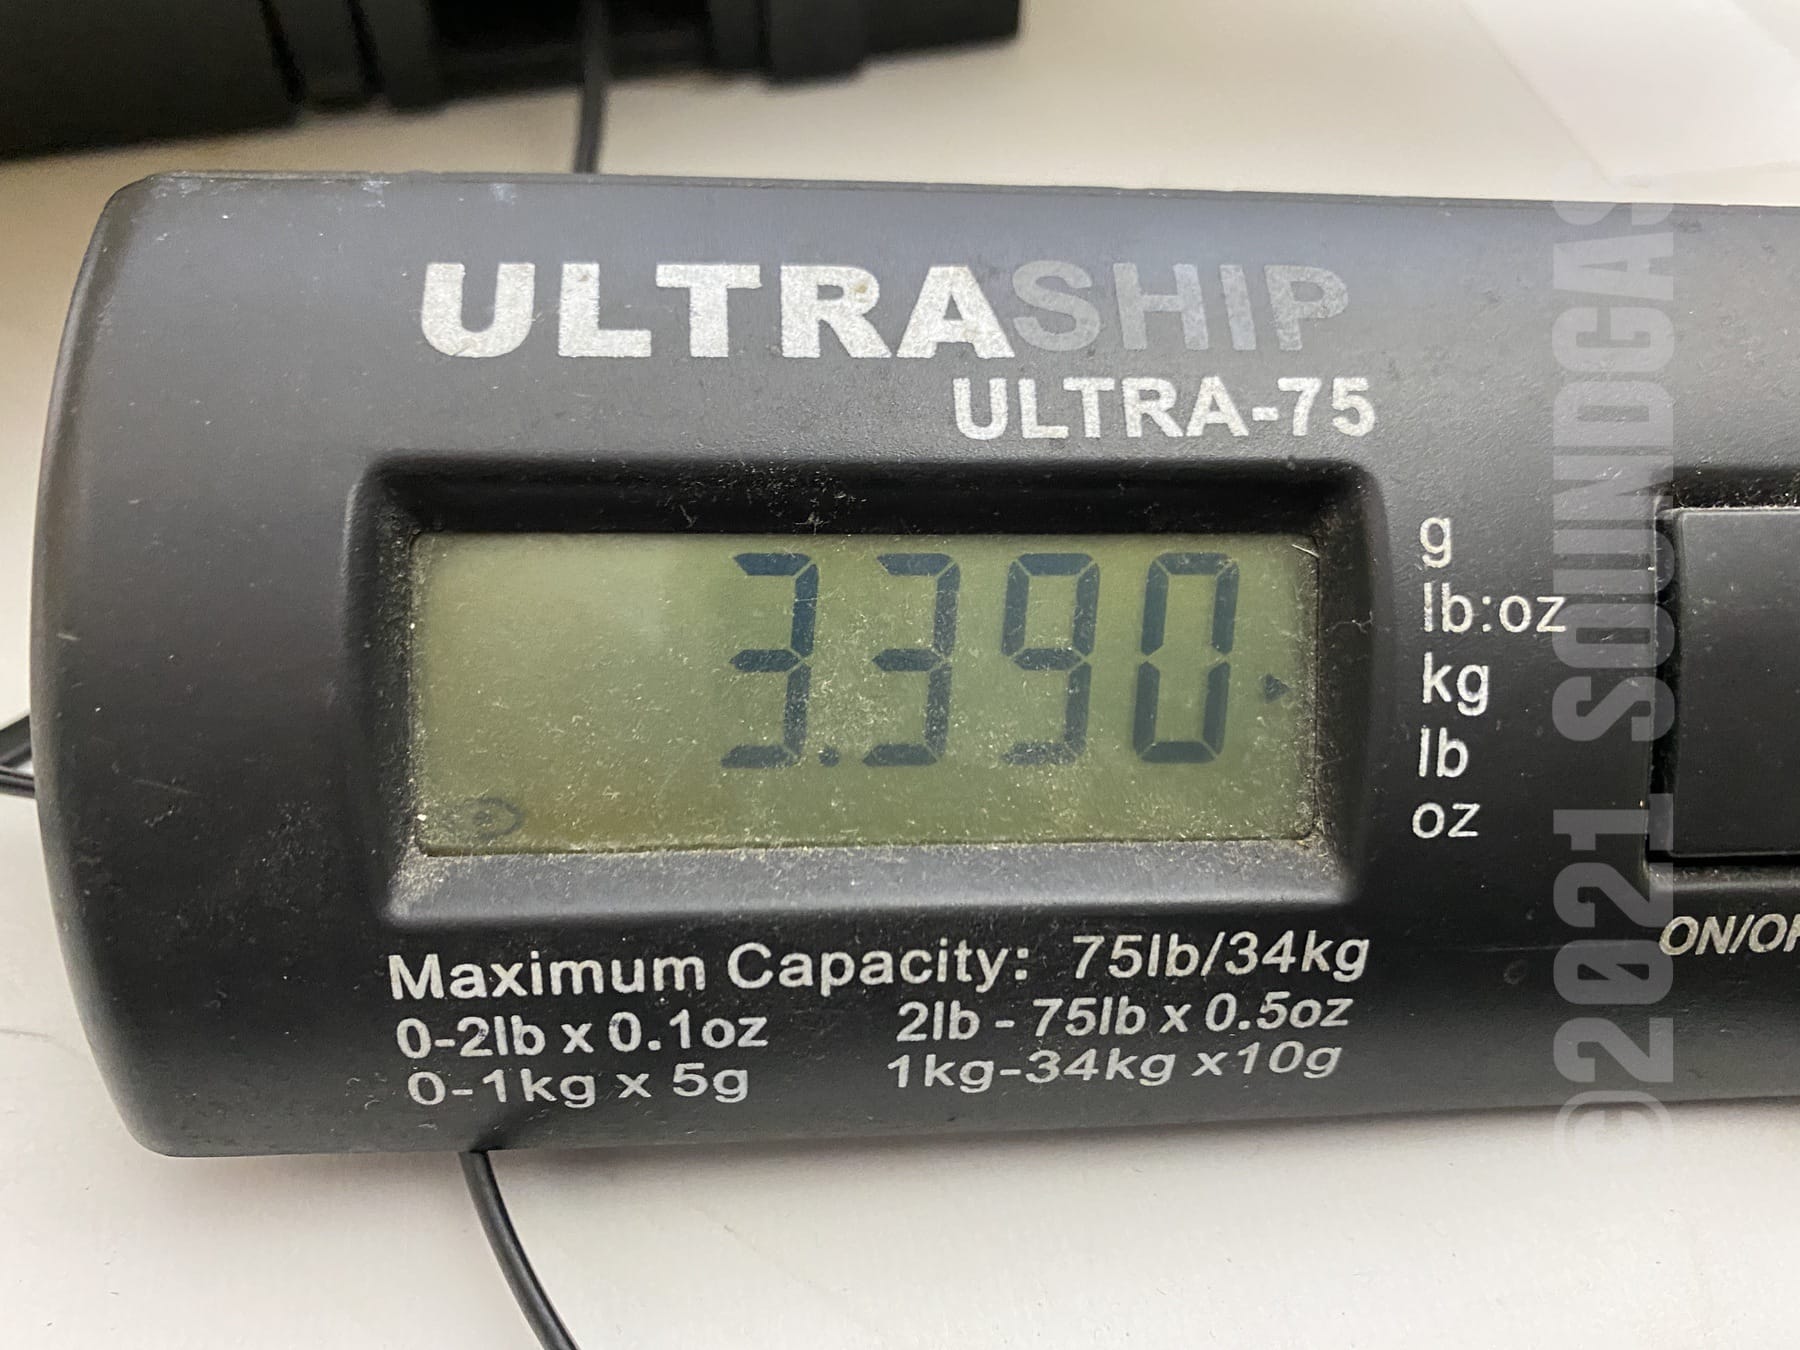 ULTRASHIP
ULTRA-75
3.390
g
lb:oz
kg
lb
oz
Maximum Capacity: 75lb/34kg
0-2lb x 0.1oz 2lb - 75lb x 0.5oz
0-1kg x 5g 1kg-34kg x10g
©2021 SOUNDGAS